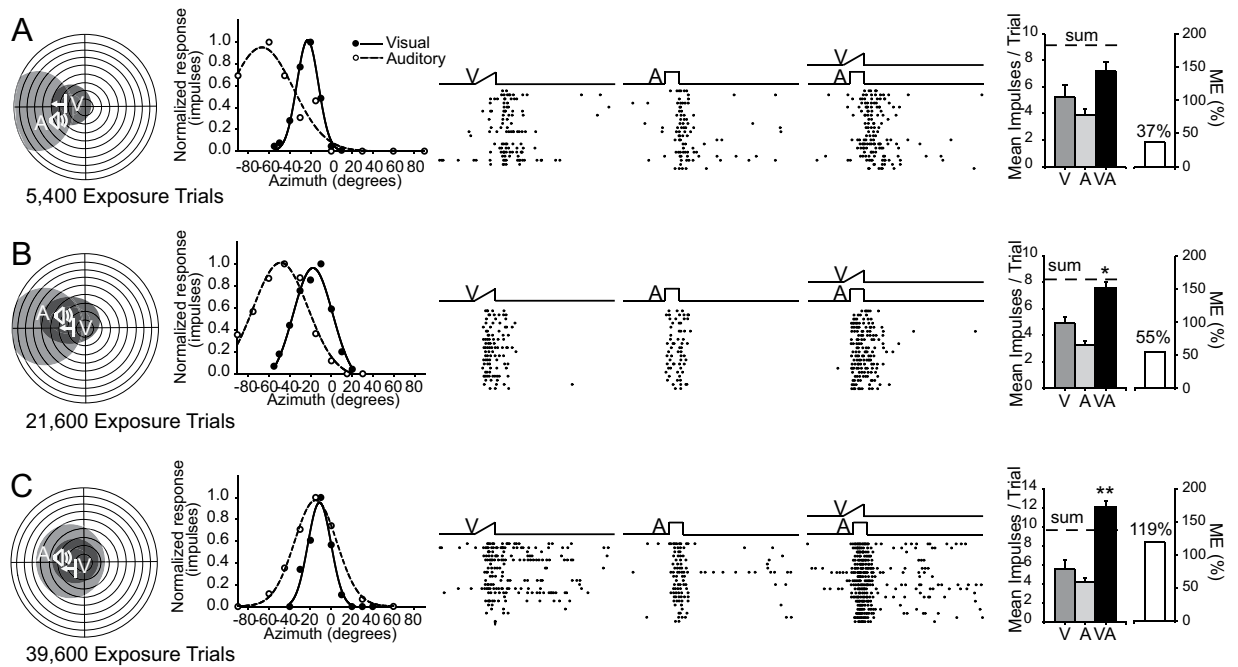 A
A V
5,400 Exposure Trials
Normalized response
(impulses)
1.0
0.8
0.6
0.4
0.2
0
-80-60-40-20 0 20 40 60 80
Azimuth (degrees)
Visual
Auditory
V
A
V
A
Mean Impulses / Trial
10
8
6
4
2
0
sum
V A VA
37%
200
150
100
50
0
ME (%)
B
A V
21,600 Exposure Trials
Normalized response
(impulses)
1.0
0.8
0.6
0.4
0.2
0
-80-60-40-20 0 20 40 60 80
Azimuth (degrees)
V
A
V
A
Mean Impulses / Trial
10
8
6
4
2
0
sum
*
V A VA
55%
200
150
100
50
0
ME (%)
C
A V
39,600 Exposure Trials
Normalized response
(impulses)
1.0
0.8
0.6
0.4
0.2
0.0
-80-60-40-20 0 20 40 60 80
Azimuth (degrees)
V
A
V
A
Mean Impulses / Trial
14
12
10
8
6
4
2
0
sum
**
V A VA
119%
200
150
100
50
0
ME (%)